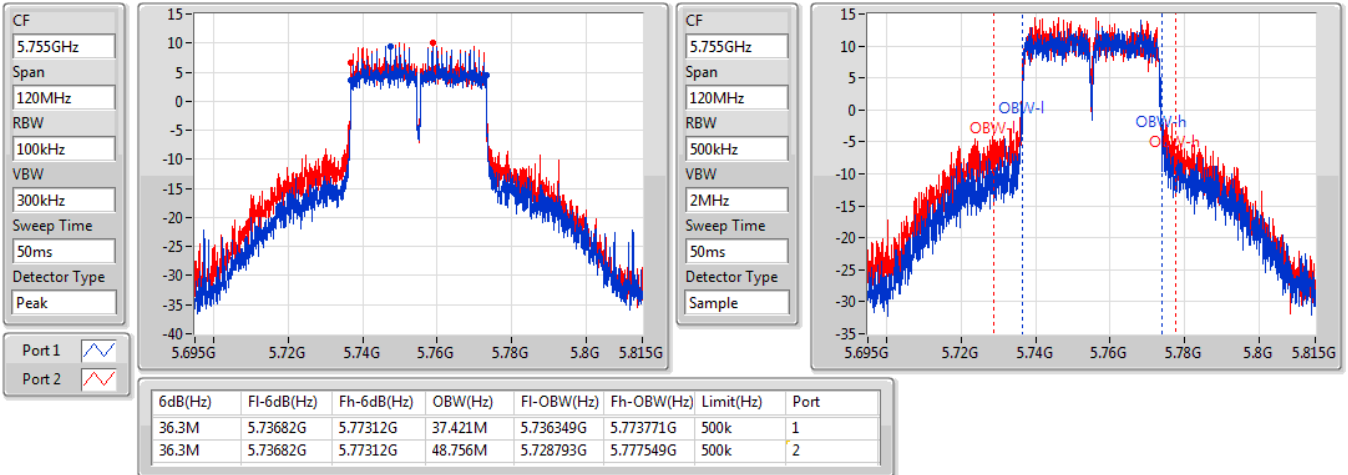 CF
5.755GHz
Span
120MHz
RBW
100kHz
VBW
300kHz
Sweep Time
50ms
Detector Type
Peak
Port 1
Port 2
15
10
5
0
-5
-10
-15
-20
-25
-30
-35
-40
5.695G 5.72G 5.74G 5.76G 5.78G 5.8G 5.815G
CF
5.755GHz
Span
120MHz
RBW
500kHz
VBW
2MHz
Sweep Time
50ms
Detector Type
Sample
15
10
5
0
-5
-10
-15
-20
-25
-30
-35
OBW-l
OBW-h
OBW-l
OBW-h
5.695G 5.72G 5.74G 5.76G 5.78G 5.8G 5.815G
6dB(Hz) Fl-6dB(Hz) Fh-6dB(Hz) OBW(Hz) Fl-OBW(Hz) Fh-OBW(Hz) Limit(Hz) Port
36.3M 5.73682G 5.77312G 37.421M 5.736349G 5.773771G 500k 1
36.3M 5.73682G 5.77312G 48.756M 5.728793G 5.777549G 500k 2